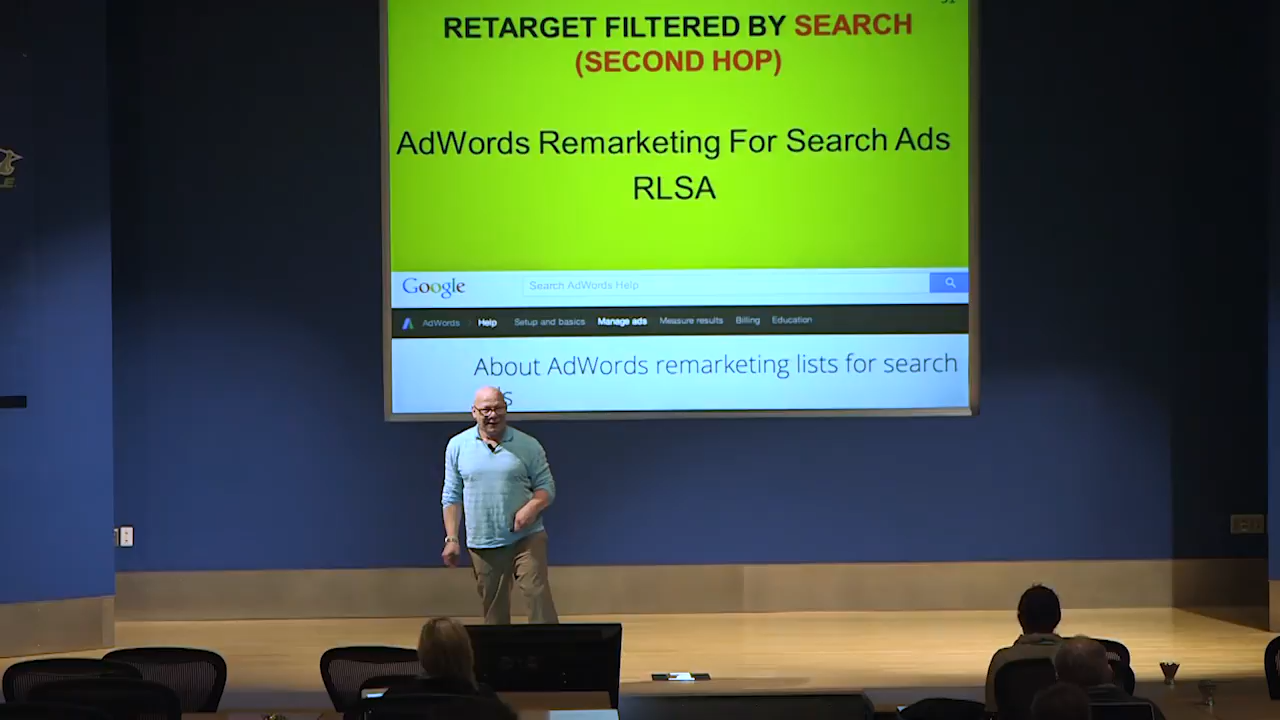 RETARGET FILTERED BY SEARCH
(SECOND HOP)
AdWords Remarketing For Search Ads
RLSA
Google
Search AdWords Help
AdWords Help Setup and basics Manage ads Measure results Billing Education
About AdWords remarketing lists for search